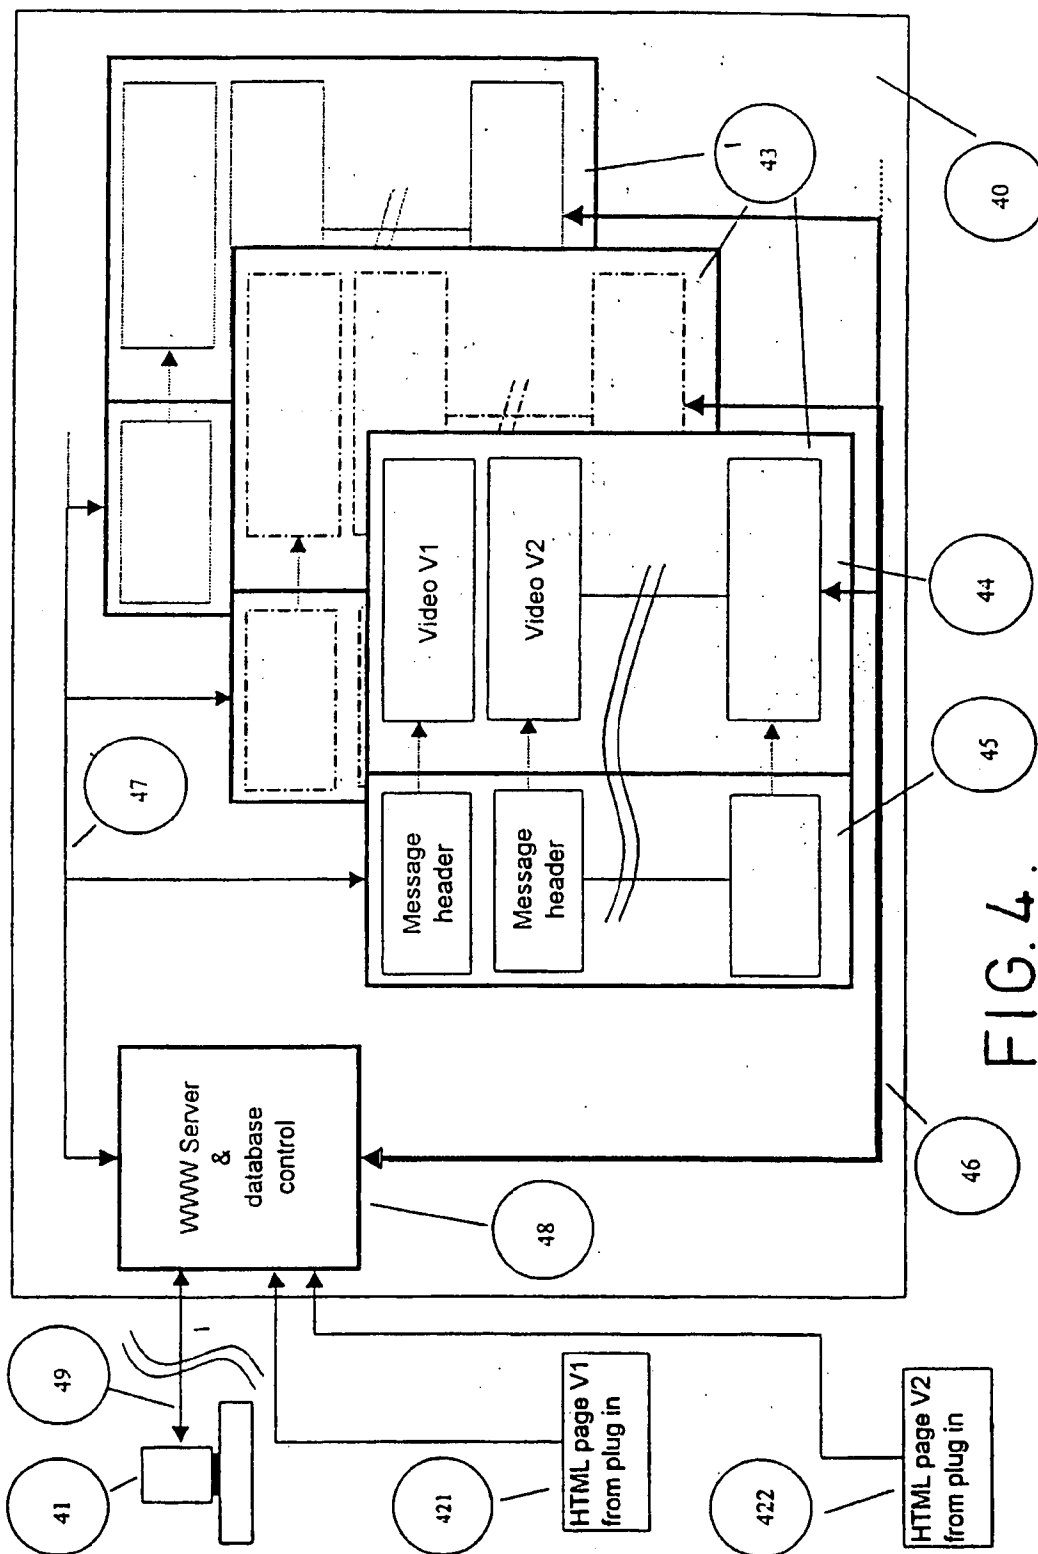 41
49
421
HTML page V1
from plug in
422
HTML page V2
from plug in
WWW Server
&
database
control
48
47
Message
header
Message
header
Video V1
Video V2
43
44
45
46
40
FIG. 4.